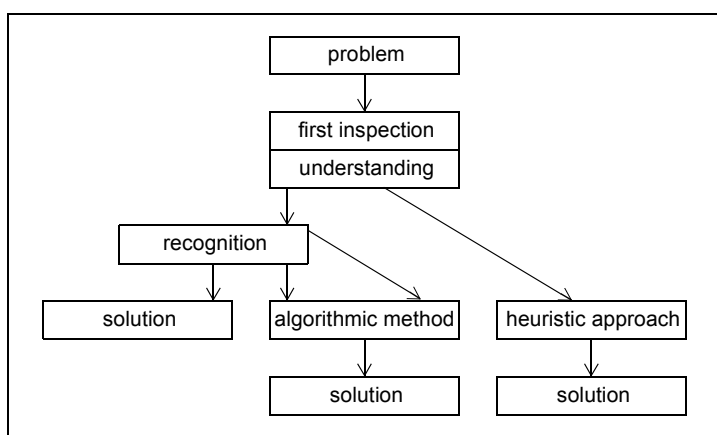 problem
first inspection
understanding
recognition
solution
algorithmic method
heuristic approach
solution
solution